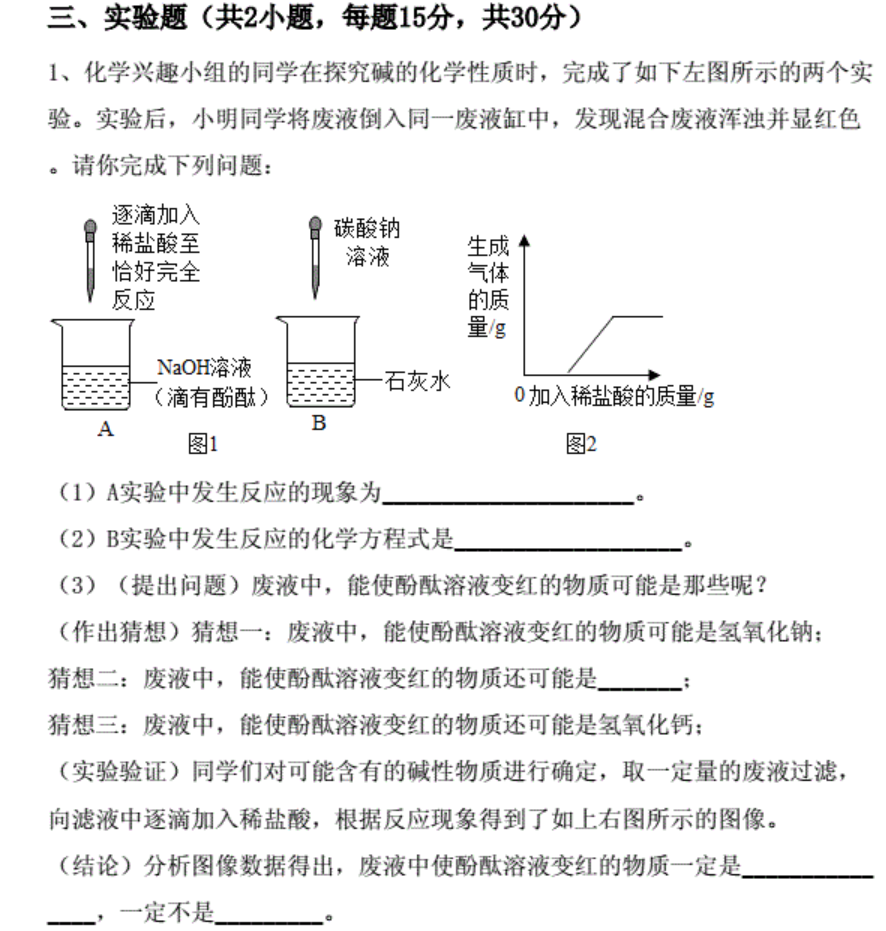 三、实验题（共2小题，每题15分，共30分）
1、化学兴趣小组的同学在探究碱的化学性质时，完成了如下左图所示的两个实
验。实验后，小明同学将废液倒入同一废液缸中，发现混合废液浑浊并显红色
。请你完成下列问题：
逐滴加入
稀盐酸至
恰好完全
反应
NaOH溶液
（滴有酚酞）
A
碳酸钠
溶液
石灰水
B
图1
生成
气体
的质
量/g
0 加入稀盐酸的质量/g
图2
（1）A实验中发生反应的现象为____________________。
（2）B实验中发生反应的化学方程式是__________________。
（3）（提出问题）废液中，能使酚酞溶液变红的物质可能是那些呢？
（作出猜想）猜想一：废液中，能使酚酞溶液变红的物质可能是氢氧化钠；
猜想二：废液中，能使酚酞溶液变红的物质还可能是_______；
猜想三：废液中，能使酚酞溶液变红的物质还可能是氢氧化钙；
（实验验证）同学们对可能含有的碱性物质进行确定，取一定量的废液过滤，
向滤液中逐滴加入稀盐酸，根据反应现象得到了如上右图所示的图像。
（结论）分析图像数据得出，废液中使酚酞溶液变红的物质一定是___________
____，一定不是_________。